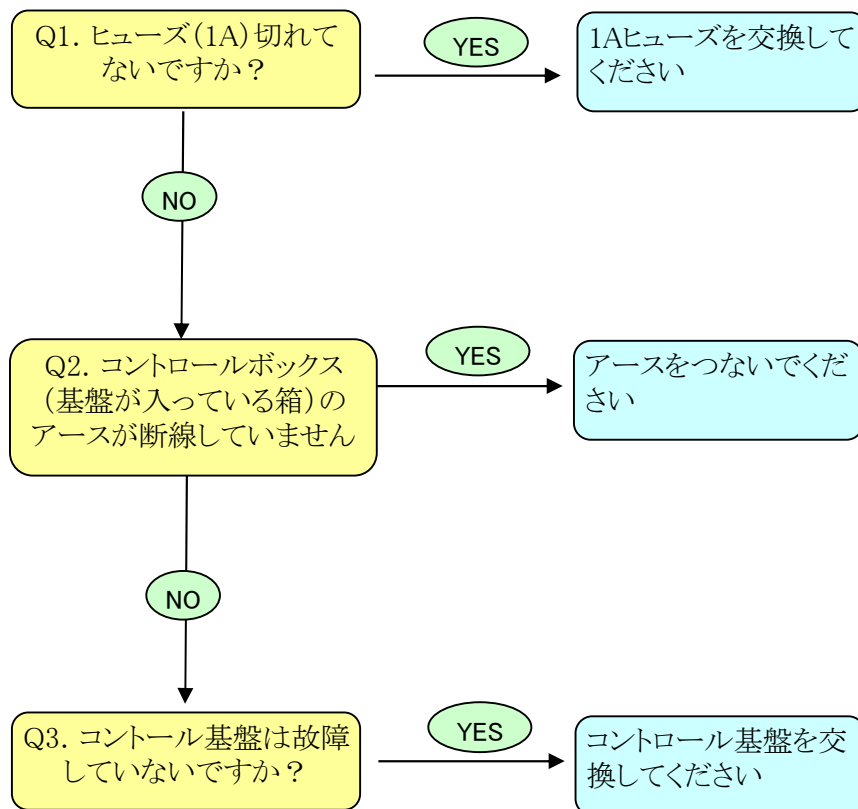 Q1．ヒューズ(1A)切れて
ないですか？
YES
1Aヒューズを交換して
ください
NO
Q2．コントロールボックス
(基盤が入っている箱)の
アースが断線していません
YES
アースをつないでくだ
さい
NO
Q3．コントール基盤は故障
していないですか？
YES
コントロール基盤を交
換してください